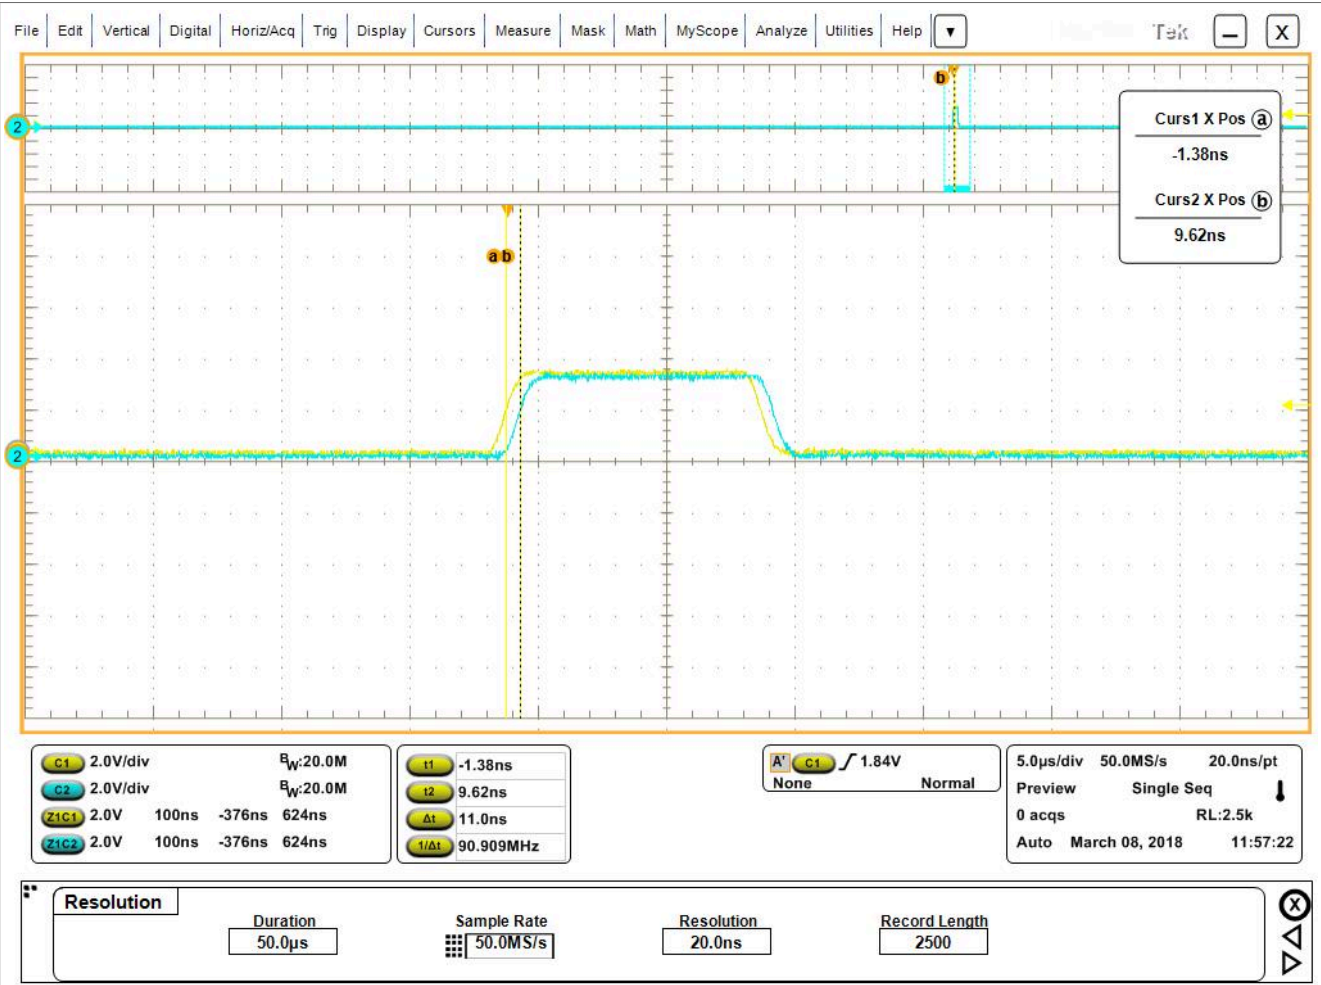 File Edit Vertical Digital Horiz/Acq Trig Display Cursors Measure Mask Math MyScope Analyze Utilities Help Tek X
b
2
Curs1 X Pos a
-1.38ns
Curs2 X Pos b
9.62ns
a b
2
C1 2.0V/div BW:20.0M
C2 2.0V/div BW:20.0M
Z1C1 2.0V 100ns -376ns 624ns
Z1C2 2.0V 100ns -376ns 624ns
t1 -1.38ns
t2 9.62ns
Δt 11.0ns
1/Δt 90.909MHz
A' C1 1.84V
None Normal
5.0µs/div 50.0MS/s 20.0ns/pt
Preview Single Seq
0 acqs RL:2.5k
Auto March 08, 2018 11:57:22
Resolution
Duration Sample Rate Resolution Record Length
50.0µs 50.0MS/s 20.0ns 2500
X